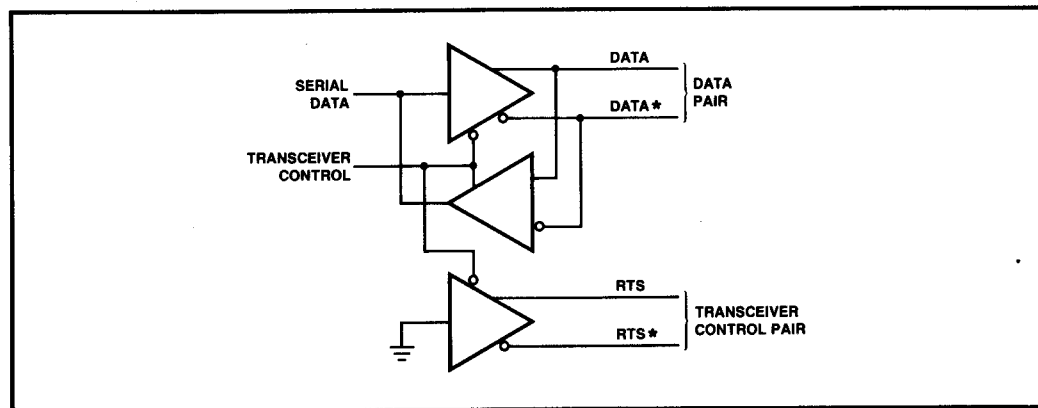 SERIAL
DATA
TRANSCEIVER
CONTROL
DATA
DATA*
DATA
PAIR
RTS
RTS*
TRANSCEIVER
CONTROL PAIR